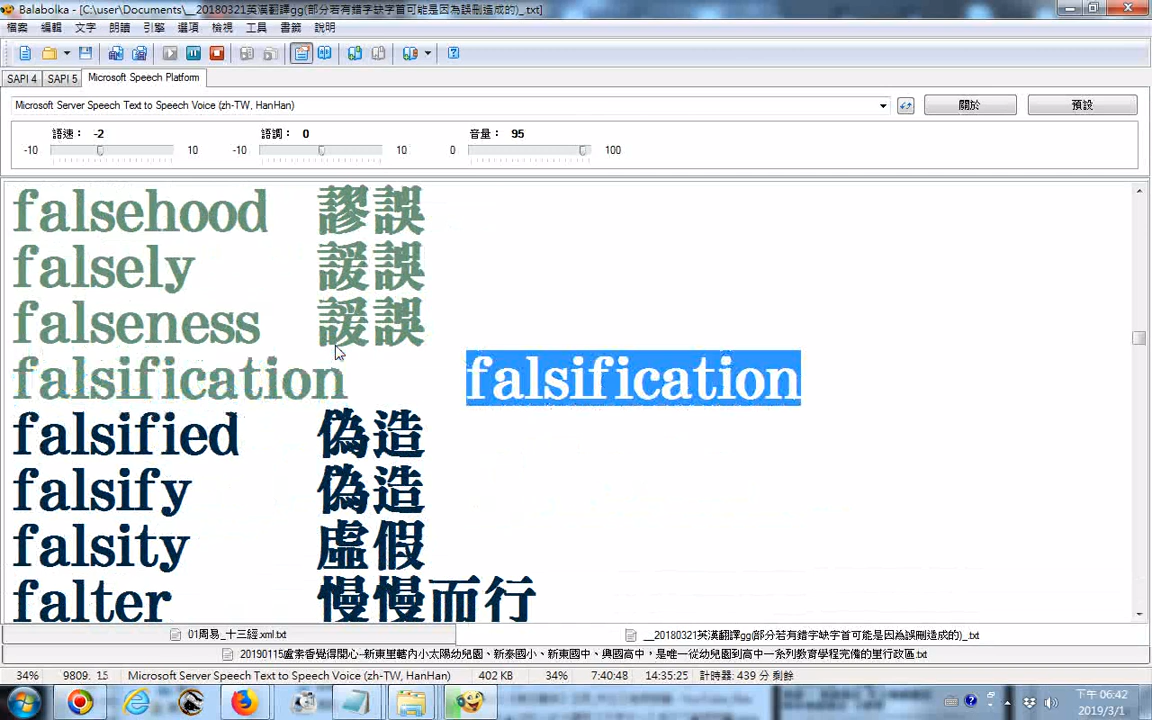 Balabolka - [C:\user\Documents\__20180321英漢翻譯gg(部分若有錯字缺字首可能是因為誤刪造成的)_.txt]
檔案 編輯 文字 朗讀 引擎 選項 檢視 工具 書籤 說明
SAPI 4 SAPI 5 Microsoft Speech Platform
Microsoft Server Speech Text to Speech Voice (zh-TW, HanHan) 關於 預設
語速： -2 語調： 0 音量： 95
-10 10 -10 10 0 100
falsehood 謬誤
falsely 諼誤
falseness 諼誤
falsification falsification
falsified 偽造
falsify 偽造
falsity 虛假
falter 慢慢而行
01周易_十三經.xml.txt __20180321英漢翻譯gg(部分若有錯字缺字首可能是因為誤刪造成的)_.txt
20190115盧素香覺得開心-新東里轄內小太陽幼兒園、新泰國小、新東國中、興國高中，是唯一從幼兒園到高中一系列教育學程完備的里行政區.txt
34% 9809. 15 Microsoft Server Speech Text to Speech Voice (zh-TW, HanHan) 402 KB 34% 7:40:48 14:35:25 計時器: 439 分 剩餘
下午 06:42
2019/3/1